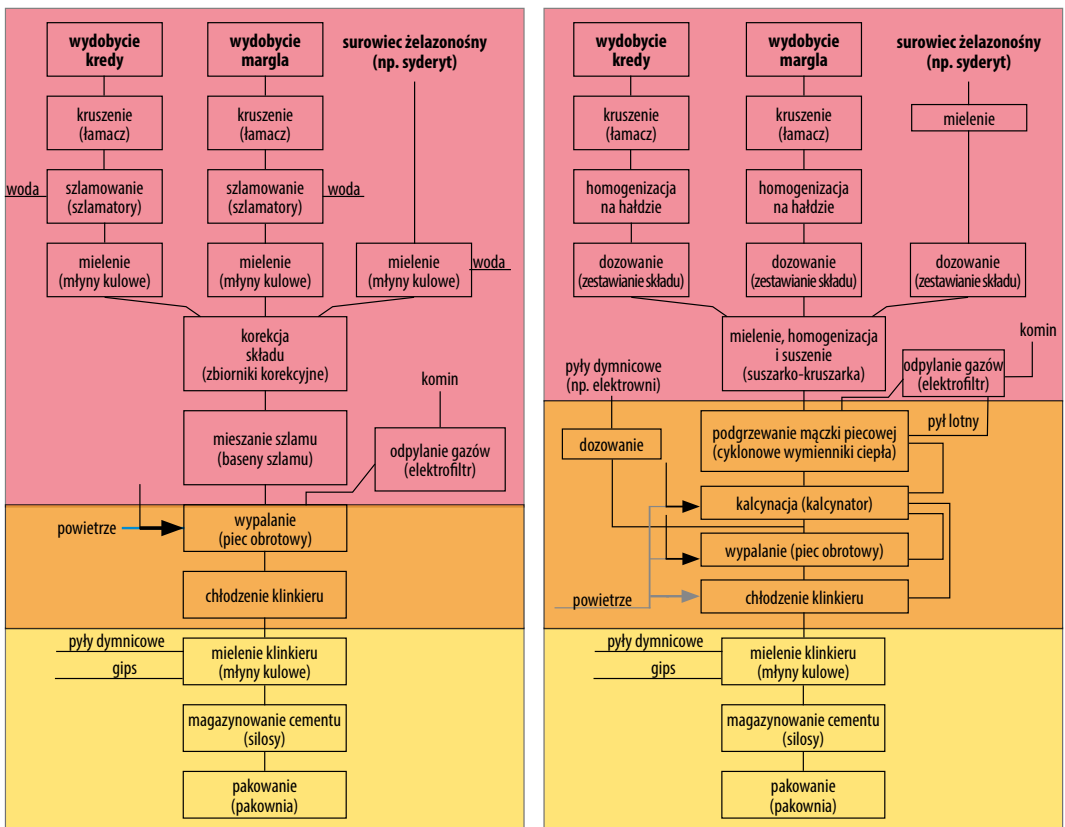 wydobycie
kredy
wydobycie
margla
surowiec żelazonośny
(np. syderyt)
kruszenie
(łamacz)
kruszenie
(łamacz)
woda
szlamowanie
(szlamatory)
szlamowanie
(szlamatory)
woda
mielenie
(młyny kulowe)
mielenie
(młyny kulowe)
mielenie
(młyny kulowe)
woda
korekcja
składu
(zbiorniki korekcyjne)
komin
mieszanie szlamu
(baseny szlamu)
odpylanie gazów
(elektrofiltr)
powietrze
wypalanie
(piec obrotowy)
chłodzenie klinkieru
pyły dymnicowe
gips
mielenie klinkieru
(młyny kulowe)
magazynowanie cementu
(silosy)
pakowanie
(pakownia)
wydobycie
kredy
wydobycie
margla
surowiec żelazonośny
(np. syderyt)
kruszenie
(łamacz)
kruszenie
(łamacz)
mielenie
homogenizacja
na hałdzie
homogenizacja
na hałdzie
dozowanie
(zestawianie składu)
dozowanie
(zestawianie składu)
dozowanie
(zestawianie składu)
mielenie, homogenizacja
i suszenie
(suszarko-kruszarka)
komin
pyły dymnicowe
(np. elektrowni)
odpylanie gazów
(elektrofiltr)
pył lotny
dozowanie
podgrzewanie mączki piecowej
(cyklonowe wymienniki ciepła)
kalcynacja (kalcynator)
wypalanie (piec obrotowy)
powietrze
chłodzenie klinkieru
pyły dymnicowe
gips
mielenie klinkieru
(młyny kulowe)
magazynowanie cementu
(silosy)
pakowanie
(pakownia)